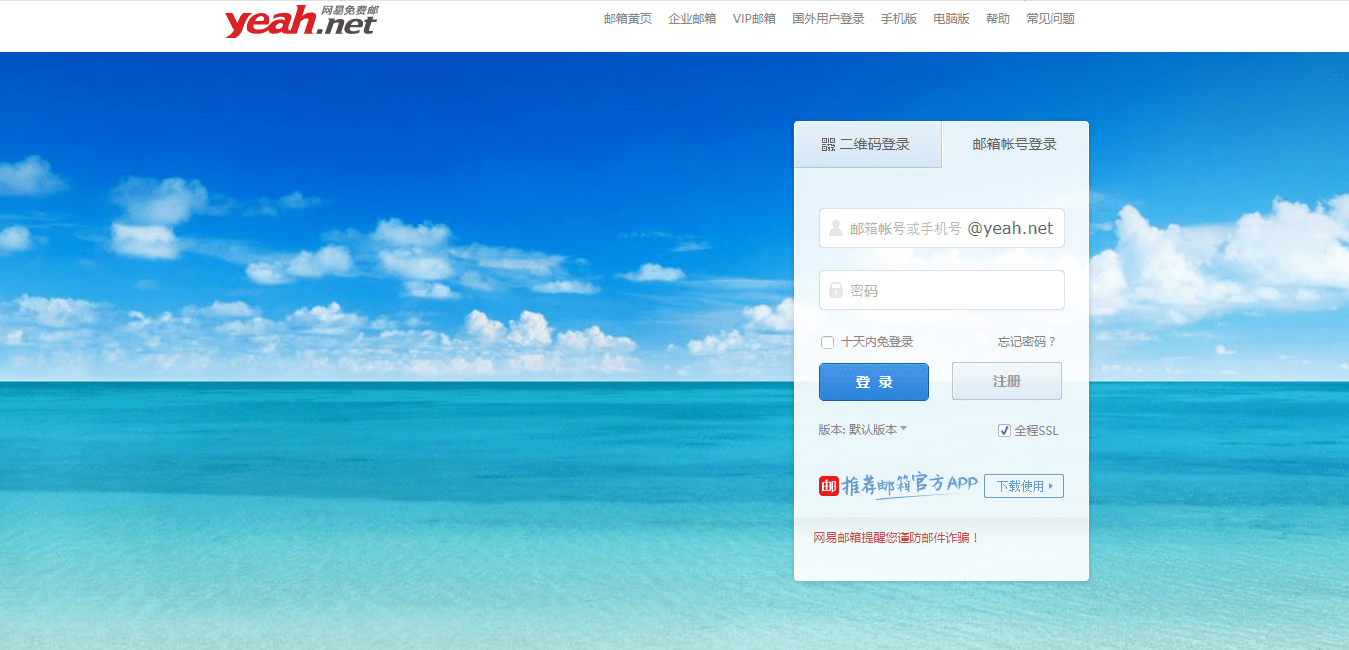 网易免费邮
yeah.net
邮箱黄页 企业邮箱 VIP邮箱 国外用户登录 手机版 电脑版 帮助 常见问题
二维码登录 邮箱帐号登录
邮箱帐号或手机号 @yeah.net
密码
十天内免登录 忘记密码？
登 录 注册
版本: 默认版本 全程SSL
邮 推荐邮箱官方APP 下载使用
网易邮箱提醒您谨防邮件诈骗！